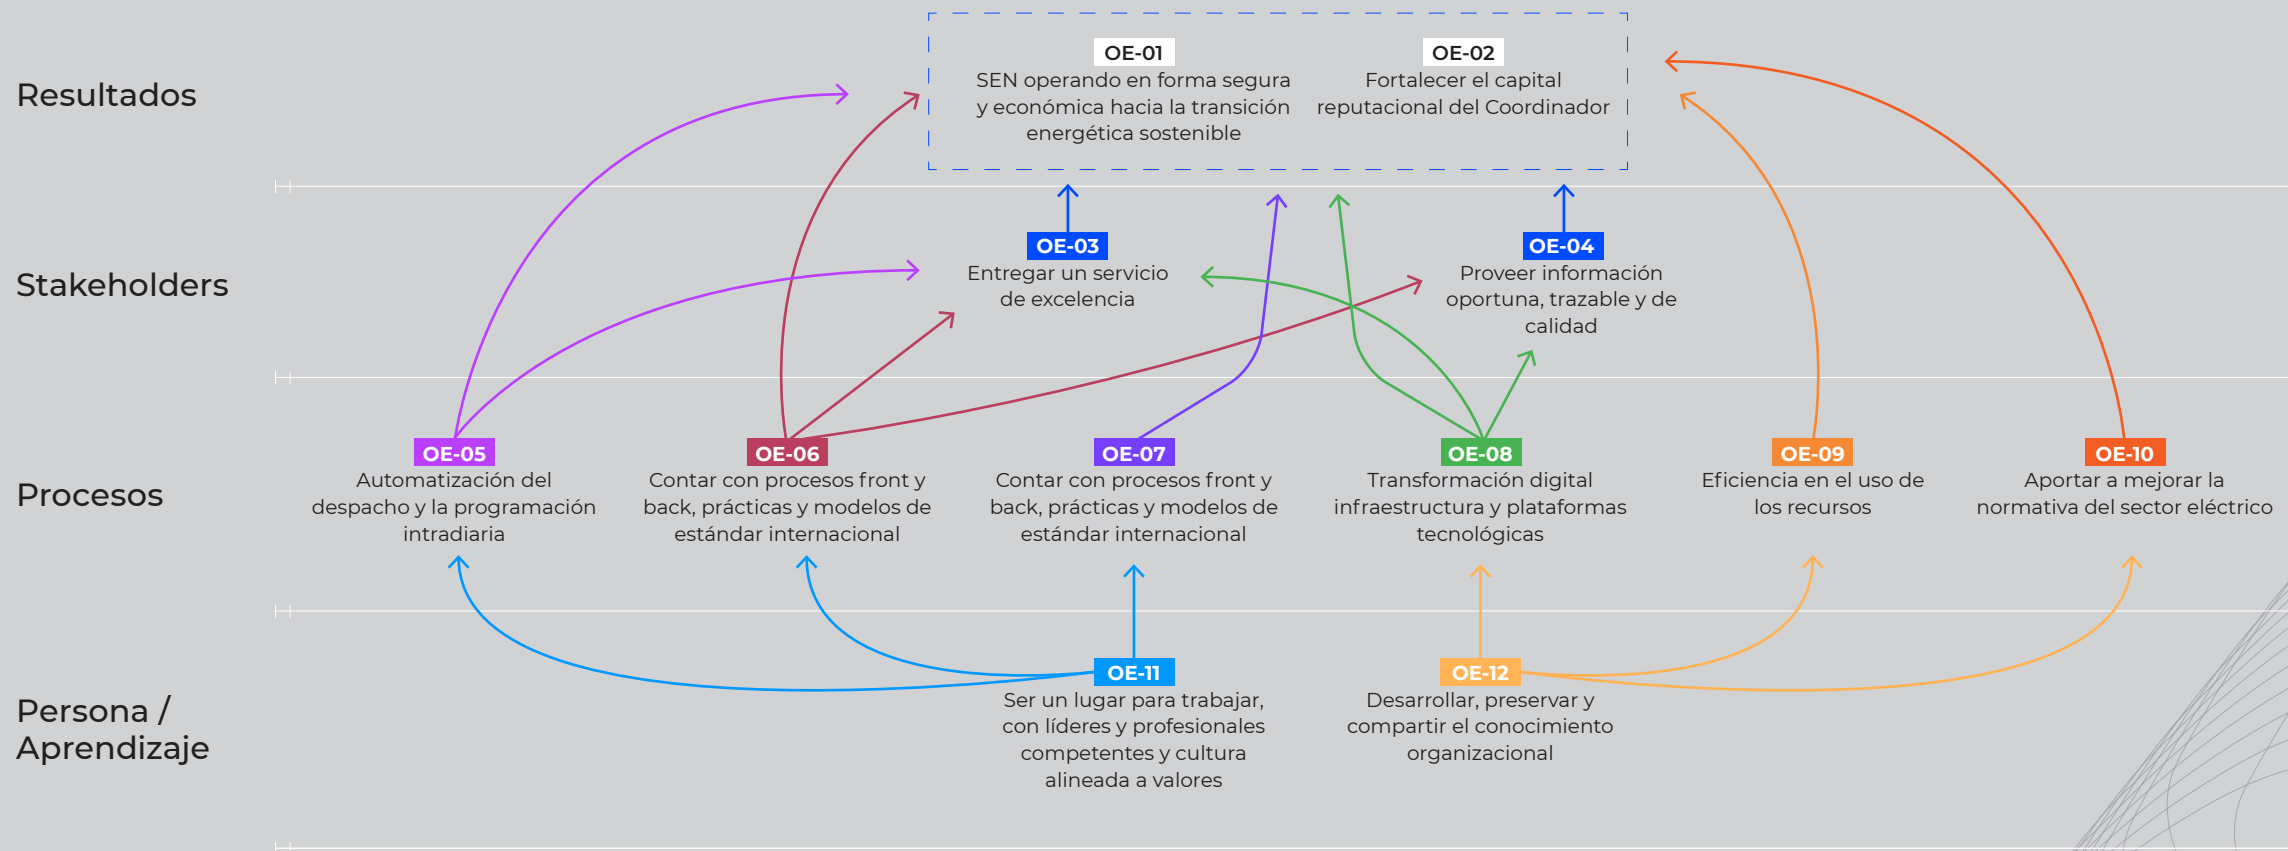 Resultados
OE-01
SEN operando en forma segura
y económica hacia la transición
energética sostenible
OE-02
Fortalecer el capital
reputacional del Coordinador
Stakeholders
OE-03
Entregar un servicio
de excelencia
OE-04
Proveer información
oportuna, trazable y de
calidad
Procesos
OE-05
Automatización del
despacho y la programación
intradiaria
OE-06
Contar con procesos front y
back, prácticas y modelos de
estándar internacional
OE-07
Contar con procesos front y
back, prácticas y modelos de
estándar internacional
OE-08
Transformación digital
infraestructura y plataformas
tecnológicas
OE-09
Eficiencia en el uso de
los recursos
OE-10
Aportar a mejorar la
normativa del sector eléctrico
Persona /
Aprendizaje
OE-11
Ser un lugar para trabajar,
con líderes y profesionales
competentes y cultura
alineada a valores
OE-12
Desarrollar, preservar y
compartir el conocimiento
organizacional